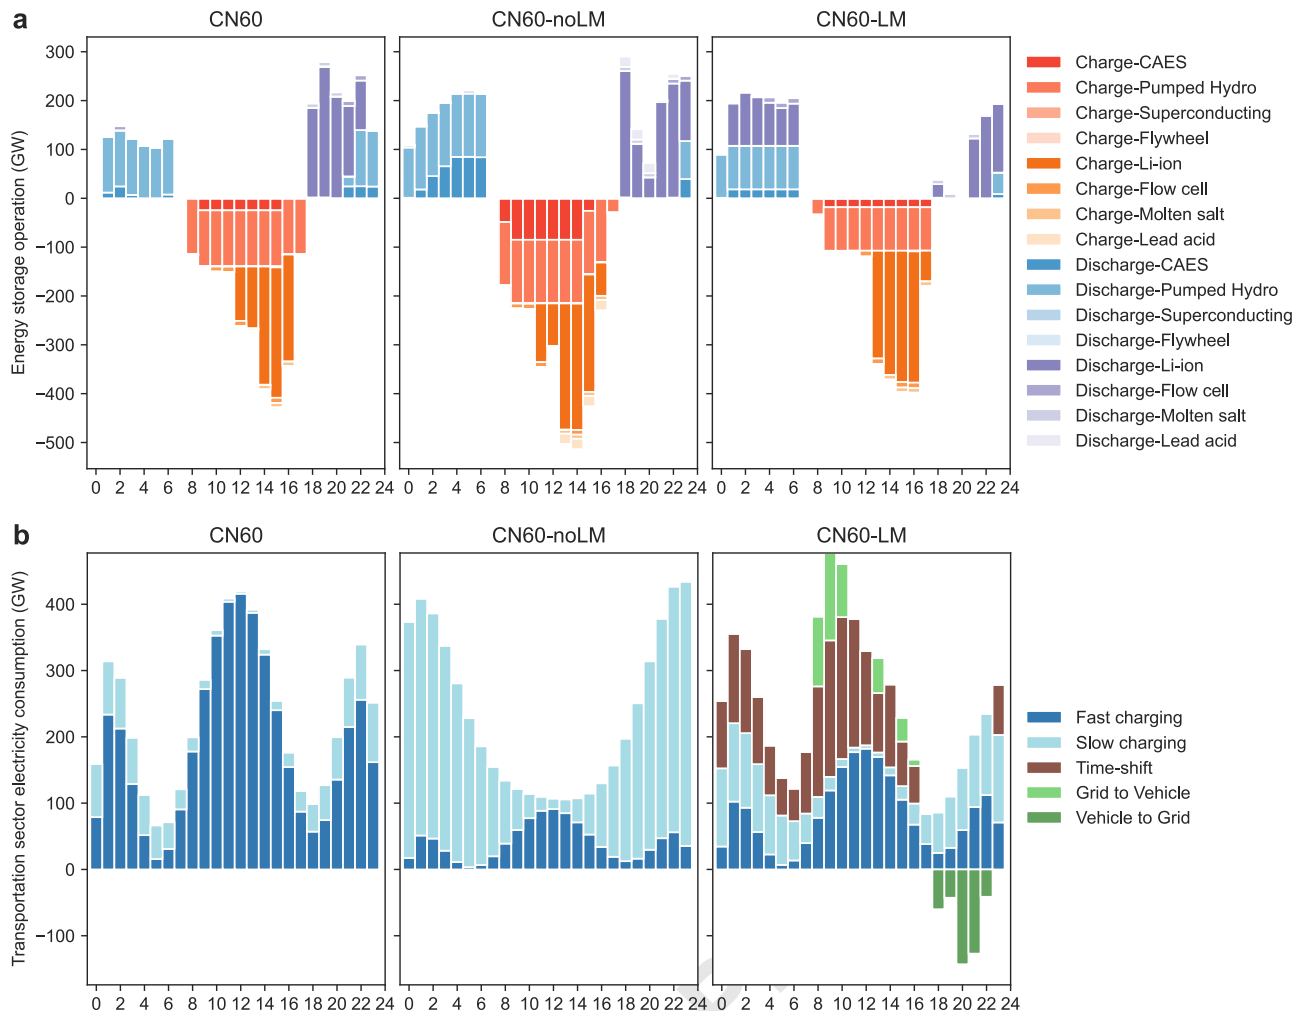 a
CN60
CN60-noLM
CN60-LM
Energy storage operation (GW)
300
200
100
0
−100
−200
−300
−400
−500
0 2 4 6 8 10 12 14 16 18 20 22 24
0 2 4 6 8 10 12 14 16 18 20 22 24
0 2 4 6 8 10 12 14 16 18 20 22 24
Charge-CAES
Charge-Pumped Hydro
Charge-Superconducting
Charge-Flywheel
Charge-Li-ion
Charge-Flow cell
Charge-Molten salt
Charge-Lead acid
Discharge-CAES
Discharge-Pumped Hydro
Discharge-Superconducting
Discharge-Flywheel
Discharge-Li-ion
Discharge-Flow cell
Discharge-Molten salt
Discharge-Lead acid
b
CN60
CN60-noLM
CN60-LM
Transportation sector electricity consumption (GW)
400
300
200
100
0
−100
0 2 4 6 8 10 12 14 16 18 20 22 24
0 2 4 6 8 10 12 14 16 18 20 22 24
0 2 4 6 8 10 12 14 16 18 20 22 24
Fast charging
Slow charging
Time-shift
Grid to Vehicle
Vehicle to Grid